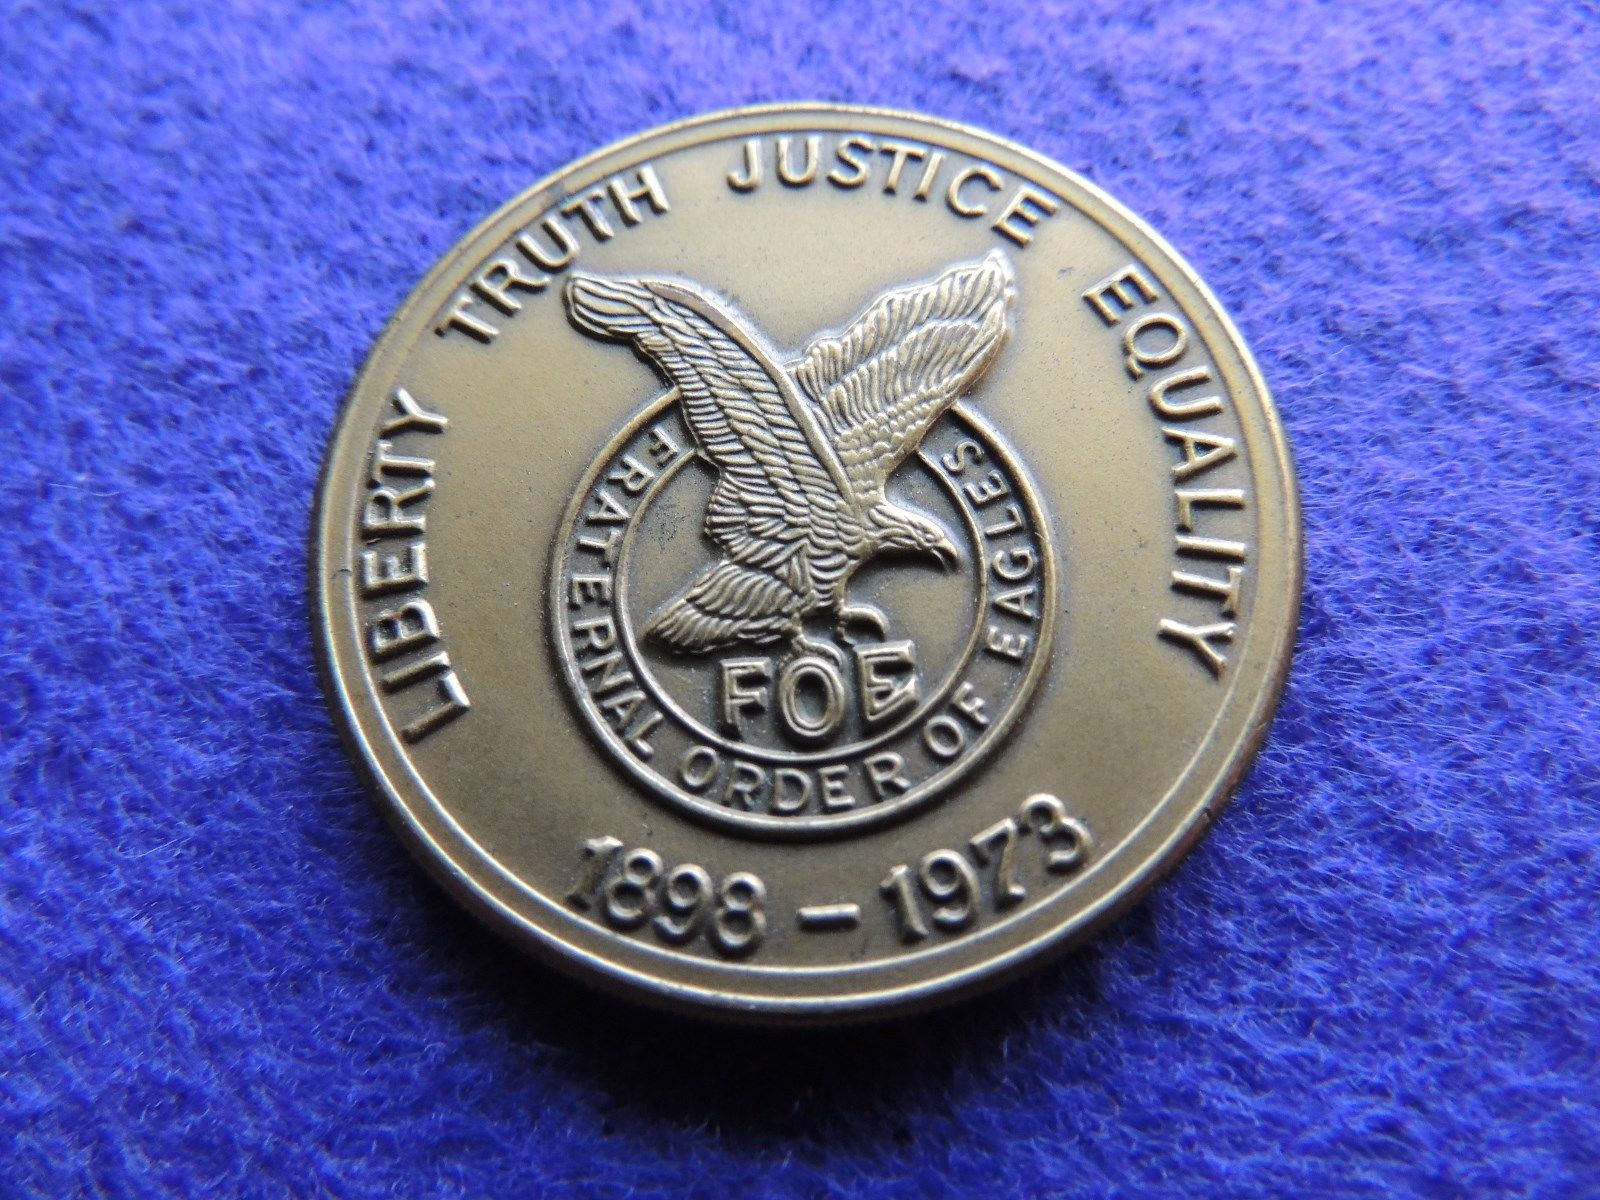 LIBERTY TRUTH JUSTICE EQUALITY
FRATERNAL ORDER OF EAGLES
FOE
1898 – 1973